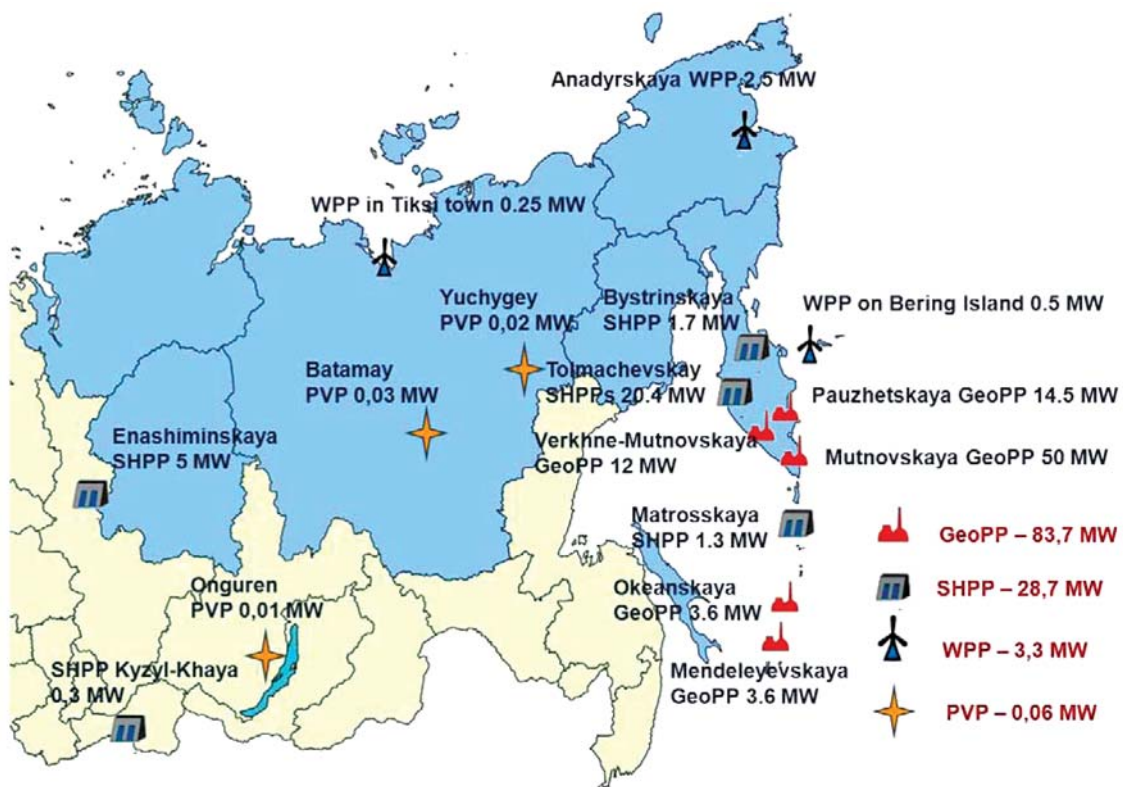 Anadyrskaya WPP 2,5 MW
WPP in Tiksi town 0.25 MW
Yuchygey
PVP 0,02 MW
Bystrinskaya
SHPP 1.7 MW
WPP on Bering Island 0.5 MW
Batamay
PVP 0,03 MW
Tolmachevskay
SHPPs 20.4 MW
Pauzhetskaya GeoPP 14.5 MW
Enashiminskaya
SHPP 5 MW
Verkhne-Mutnovskaya
GeoPP 12 MW
Mutnovskaya GeoPP 50 MW
Matrosskaya
SHPP 1.3 MW
GeoPP – 83,7 MW
Onguren
PVP 0,01 MW
Okeanskaya
GeoPP 3.6 MW
SHPP – 28,7 MW
SHPP Kyzyl-Khaya
0,3 MW
WPP – 3,3 MW
Mendeleyevskaya
GeoPP 3.6 MW
PVP – 0,06 MW